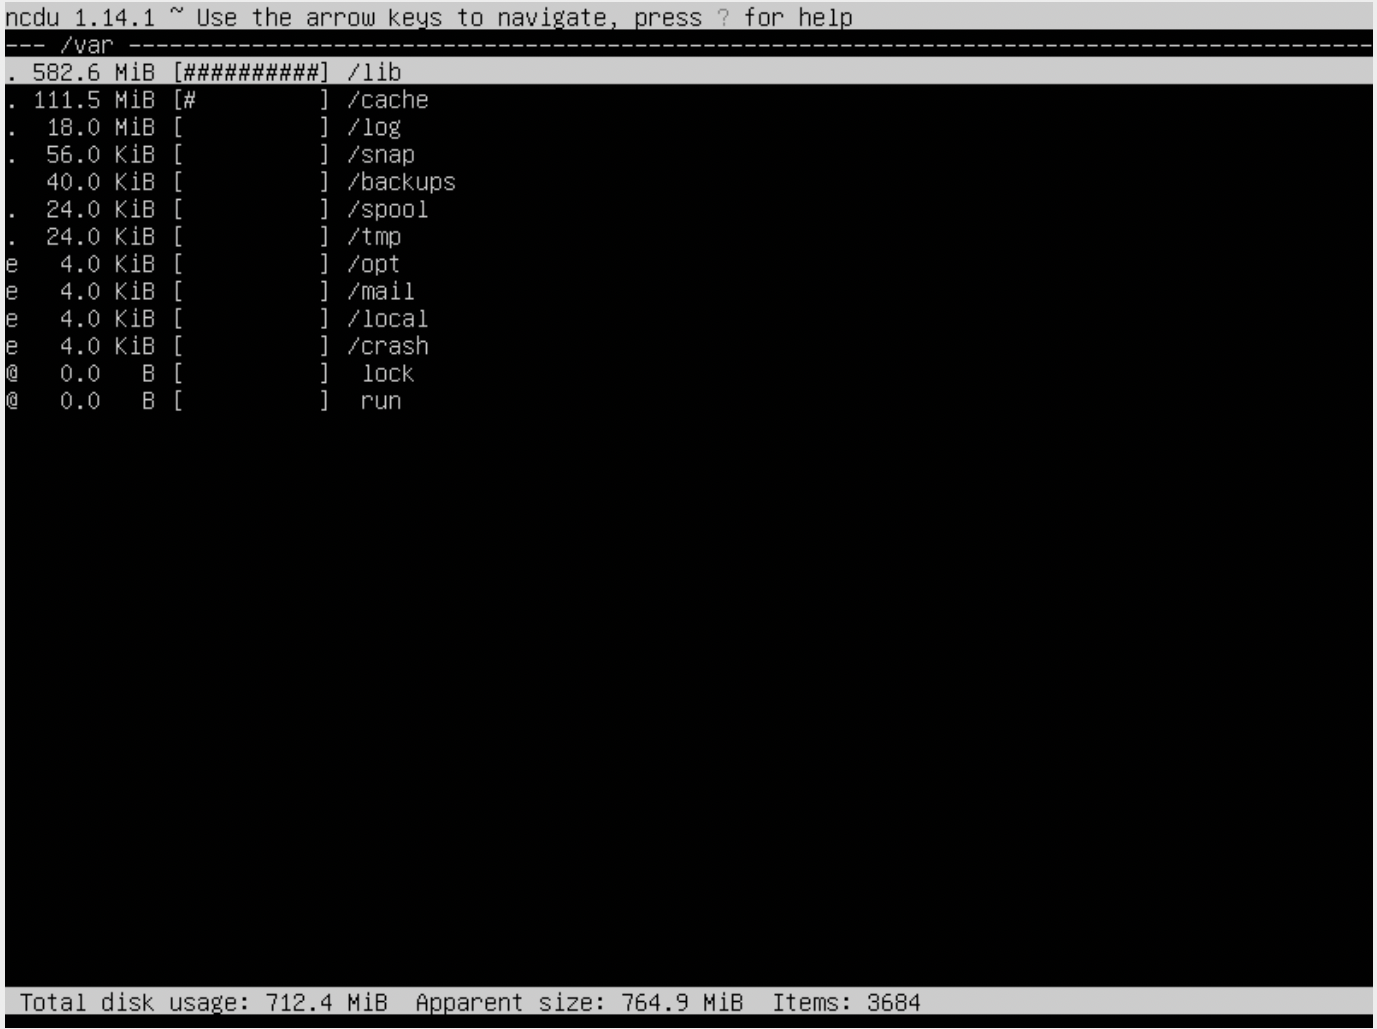 ncdu 1.14.1 ~ Use the arrow keys to navigate, press ? for help
--- /var -------------------------------------------------------------------------------------------
. 582.6 MiB [##########] /lib
. 111.5 MiB [#         ] /cache
.  18.0 MiB [          ] /log
.  56.0 KiB [          ] /snap
   40.0 KiB [          ] /backups
.  24.0 KiB [          ] /spool
.  24.0 KiB [          ] /tmp
e   4.0 KiB [          ] /opt
e   4.0 KiB [          ] /mail
e   4.0 KiB [          ] /local
e   4.0 KiB [          ] /crash
@   0.0   B [          ]  lock
@   0.0   B [          ]  run
Total disk usage: 712.4 MiB  Apparent size: 764.9 MiB  Items: 3684